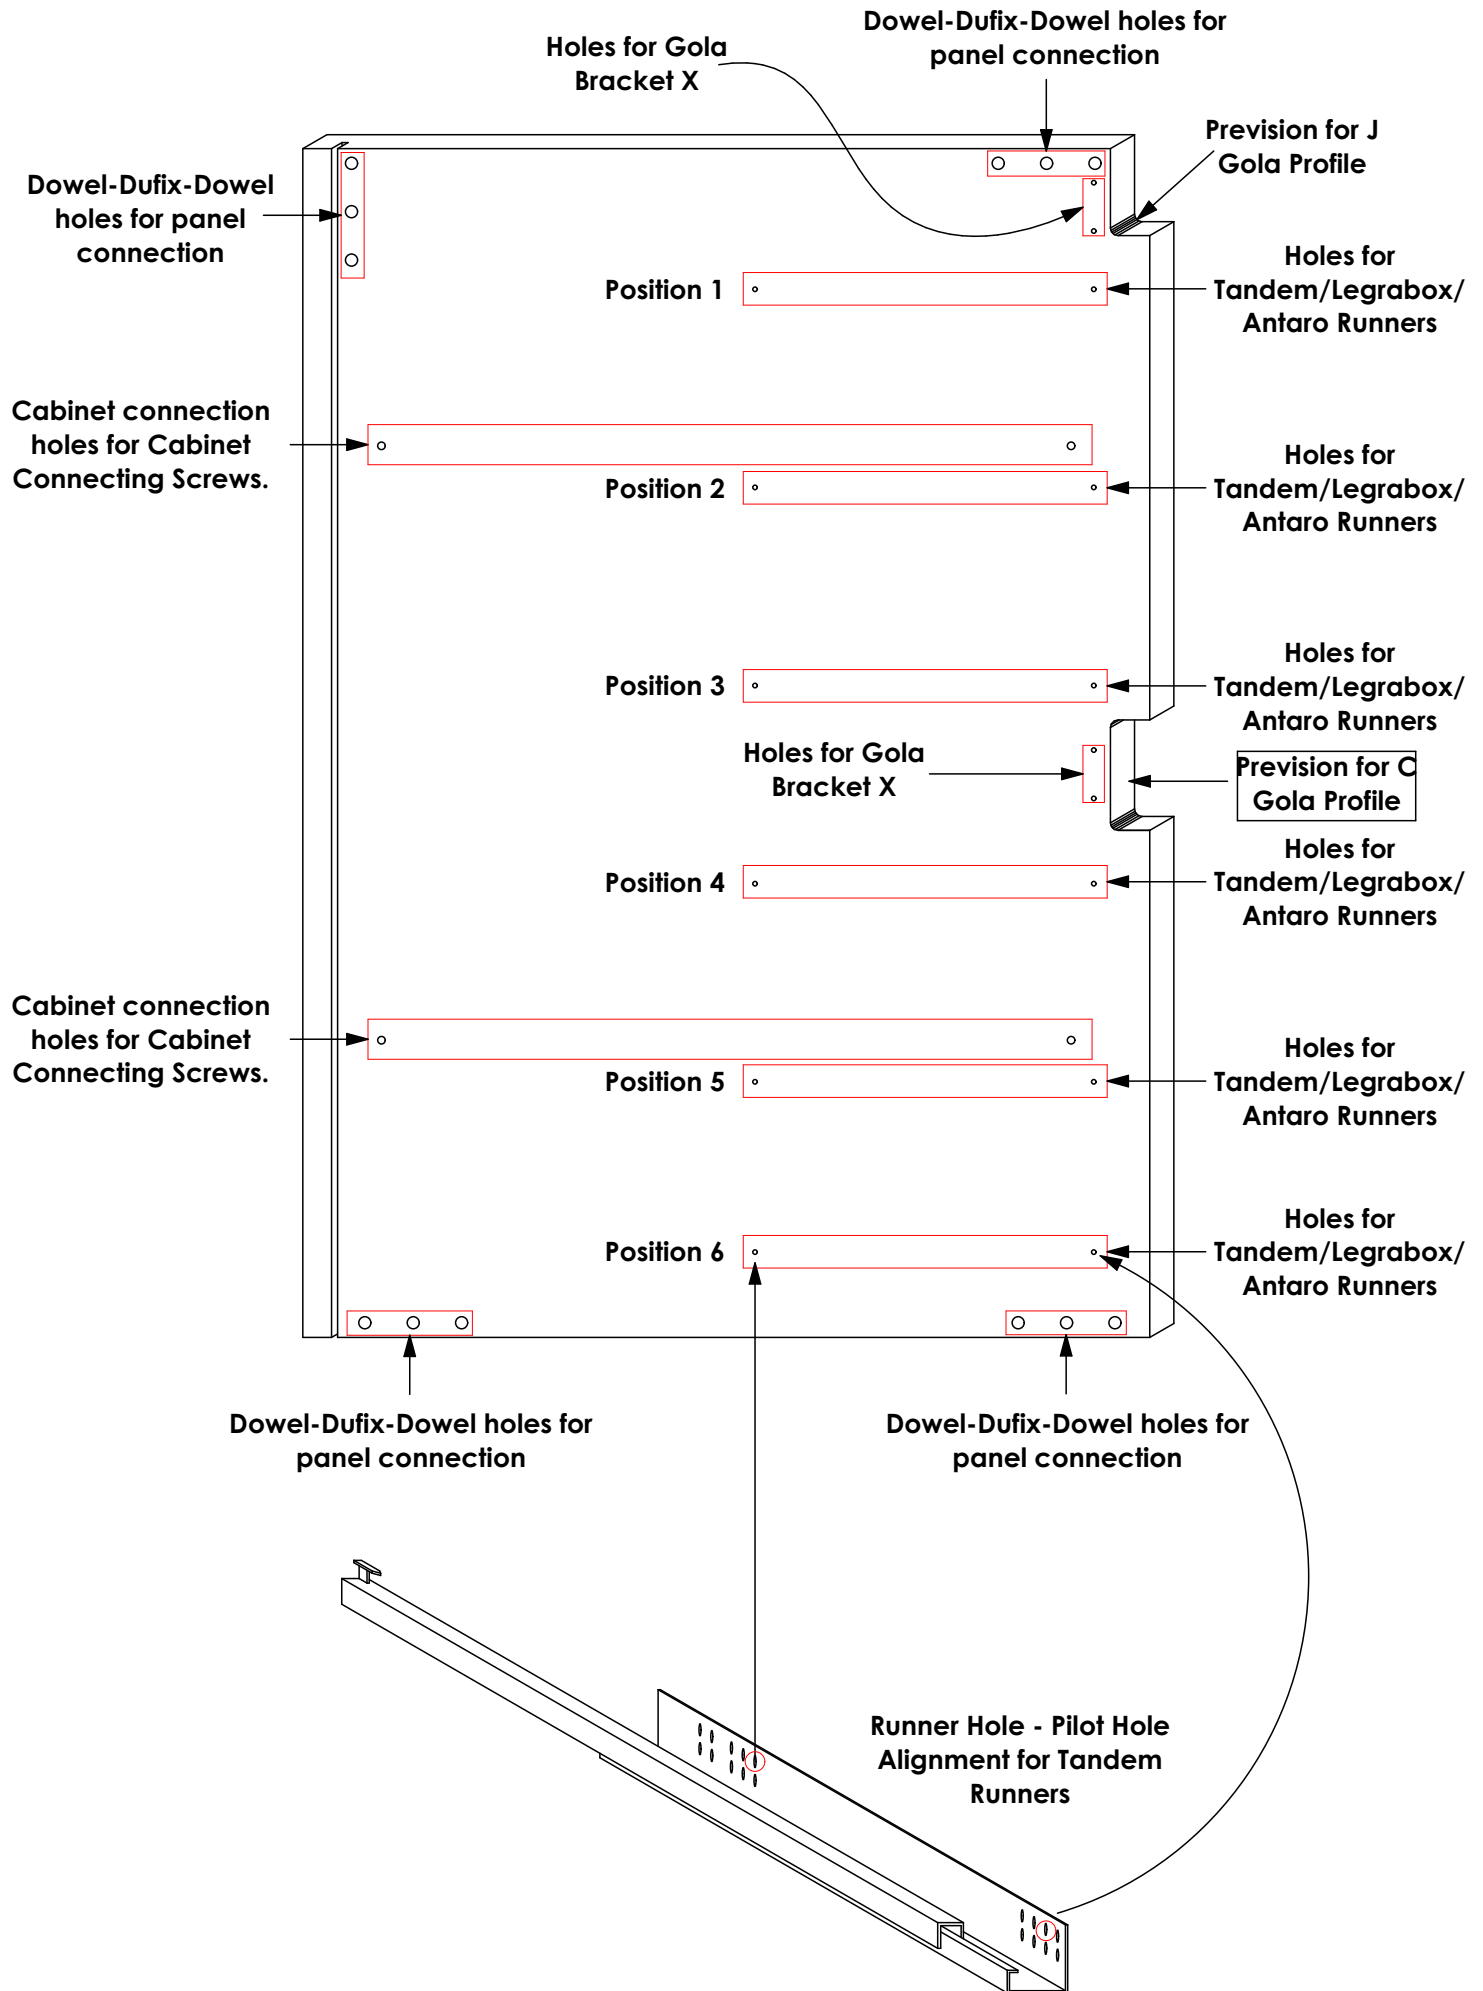 Dowel-Dufix-Dowel holes for
panel connection
Holes for Gola
Bracket X
Prevision for J
Gola Profile
Dowel-Dufix-Dowel
holes for panel
connection
Position 1
Holes for
Tandem/Legrabox/
Antaro Runners
Cabinet connection
holes for Cabinet
Connecting Screws.
Position 2
Holes for
Tandem/Legrabox/
Antaro Runners
Position 3
Holes for
Tandem/Legrabox/
Antaro Runners
Holes for Gola
Bracket X
Prevision for C
Gola Profile
Position 4
Holes for
Tandem/Legrabox/
Antaro Runners
Cabinet connection
holes for Cabinet
Connecting Screws.
Position 5
Holes for
Tandem/Legrabox/
Antaro Runners
Position 6
Holes for
Tandem/Legrabox/
Antaro Runners
Dowel-Dufix-Dowel holes for
panel connection
Dowel-Dufix-Dowel holes for
panel connection
Runner Hole - Pilot Hole
Alignment for Tandem
Runners